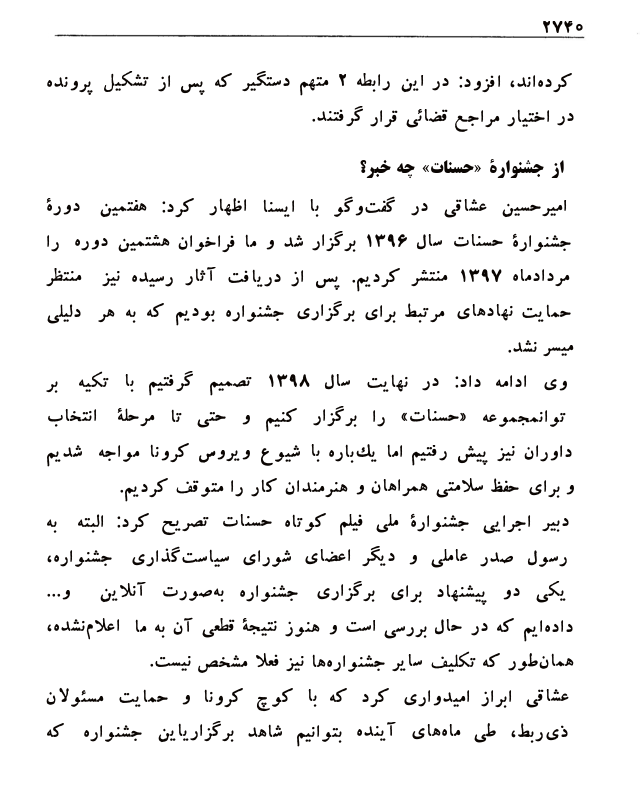 ۲۷۴۰
کرده‌اند، افزود: در این رابطه ۲ متهم دستگیر که پس از تشکیل پرونده
در اختیار مراجع قضائی قرار گرفتند.
از جشنوارهٔ «حسنات» چه خبر؟
امیرحسین عشاقی در گفت‌وگو با ایسنا اظهار کرد: هفتمین دورهٔ
جشنوارهٔ حسنات سال ۱۳۹۶ برگزار شد و ما فراخوان هشتمین دوره را
مردادماه ۱۳۹۷ منتشر کردیم. پس از دریافت آثار رسیده نیز منتظر
حمایت نهادهای مرتبط برای برگزاری جشنواره بودیم که به هر دلیلی
میسر نشد.
وی ادامه داد: در نهایت سال ۱۳۹۸ تصمیم گرفتیم با تکیه بر
توانمجموعه «حسنات» را برگزار کنیم و حتی تا مرحلهٔ انتخاب
داوران نیز پیش رفتیم اما یك‌باره با شیوع ویروس کرونا مواجه شدیم
و برای حفظ سلامتی همراهان و هنرمندان کار را متوقف کردیم.
دبیر اجرایی جشنوارهٔ ملی فیلم کوتاه حسنات تصریح کرد: البته به
رسول صدر عاملی و دیگر اعضای شورای سیاست‌گذاری جشنواره،
یکی دو پیشنهاد برای برگزاری جشنواره به‌صورت آنلاین و...
داده‌ایم که در حال بررسی است و هنوز نتیجهٔ قطعی آن به ما اعلام‌نشده،
همان‌طور که تکلیف سایر جشنواره‌ها نیز فعلا مشخص نیست.
عشاقی ابراز امیدواری کرد که با کوچ کرونا و حمایت مسئولان
ذی‌ربط، طی ماه‌های آینده بتوانیم شاهد برگزاریاین جشنواره که